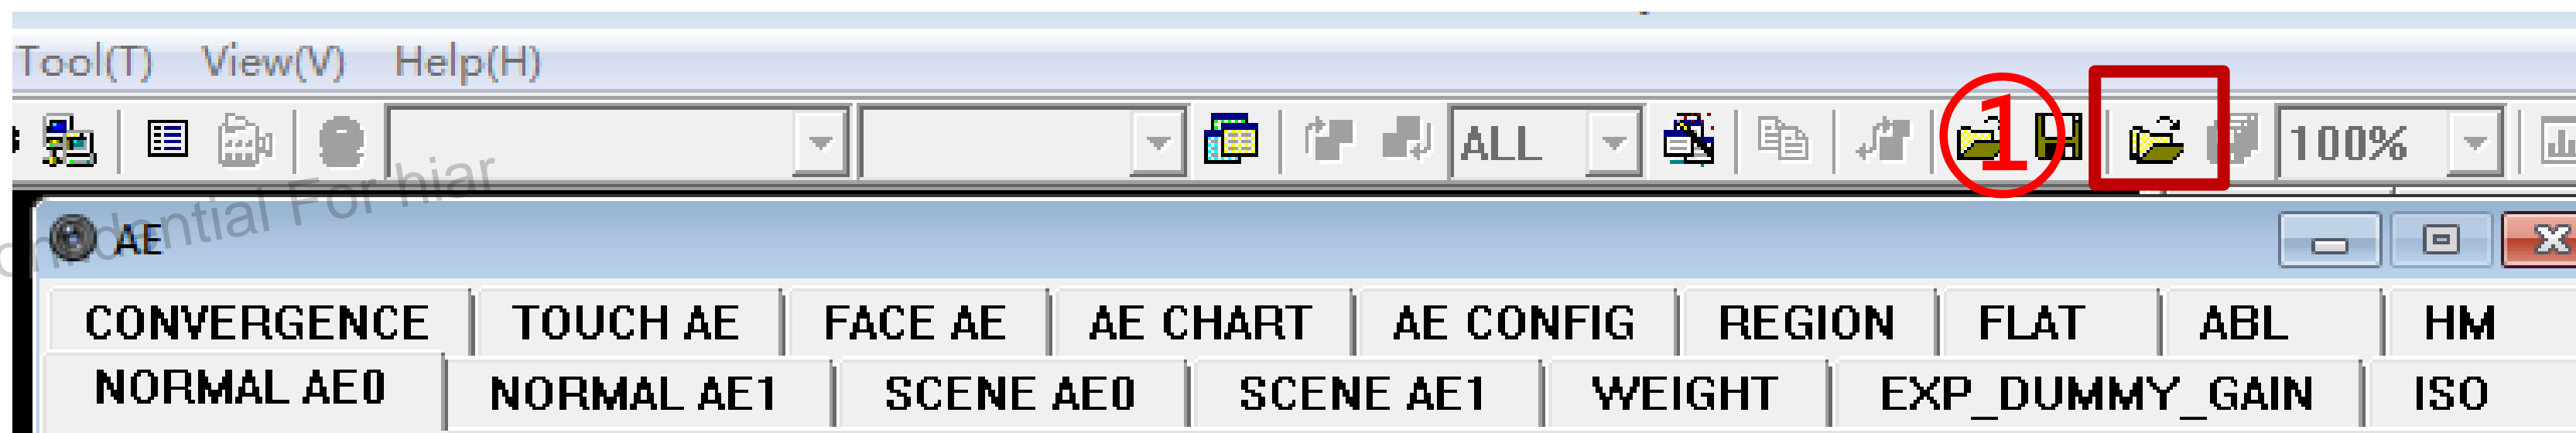 Tool(T) View(V) Help(H)
ALL ① 100%
Confidential For hiar
AE
CONVERGENCE TOUCH AE FACE AE AE CHART AE CONFIG REGION FLAT ABL HM
NORMAL AE0 NORMAL AE1 SCENE AE0 SCENE AE1 WEIGHT EXP_DUMMY_GAIN ISO